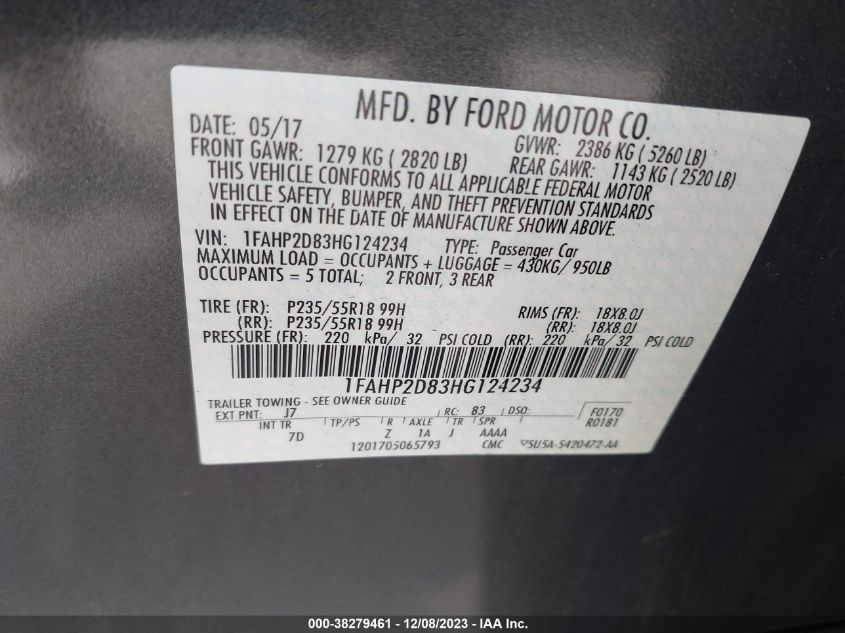 MFD. BY FORD MOTOR CO.
DATE: 05/17 GVWR: 2386 KG ( 5260 LB)
FRONT GAWR: 1279 KG ( 2820 LB) REAR GAWR: 1143 KG ( 2520 LB)
THIS VEHICLE CONFORMS TO ALL APPLICABLE FEDERAL MOTOR
VEHICLE SAFETY, BUMPER, AND THEFT PREVENTION STANDARDS
IN EFFECT ON THE DATE OF MANUFACTURE SHOWN ABOVE.
VIN: 1FAHP2D83HG124234 TYPE: Passenger Car
MAXIMUM LOAD = OCCUPANTS + LUGGAGE = 430KG/ 950LB
OCCUPANTS = 5 TOTAL; 2 FRONT, 3 REAR
TIRE (FR): P235/55R18 99H RIMS (FR): 18X8.0J
(RR): P235/55R18 99H (RR): 18X8.0J
PRESSURE (FR): 220 kPa/ 32 PSI COLD (RR): 220 kPa/ 32 PSI COLD
1FAHP2D83HG124234
TRAILER TOWING - SEE OWNER GUIDE
EXT PNT: J7 RC: 83 DSO: F0170
INT TR TP/PS R AXLE TR SPR R0181
7D Z 1A J AAAA
1201705065793 CMC 5U5A-5420472-AA
000-38279461 - 12/08/2023 - IAA Inc.